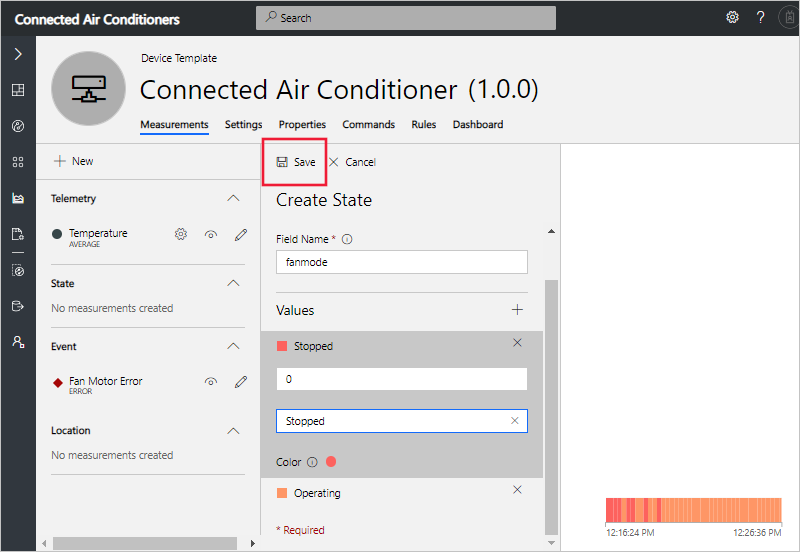 Connected Air Conditioners
Search
?
Device Template
Connected Air Conditioner (1.0.0)
Measurements Settings Properties Commands Rules Dashboard
New
Save Cancel
Telemetry
Temperature
AVERAGE
State
No measurements created
Event
Fan Motor Error
ERROR
Location
No measurements created
Create State
Field Name *
fanmode
Values
Stopped
0
Stopped
Color
Operating
* Required
12:16:24 PM 12:26:36 PM